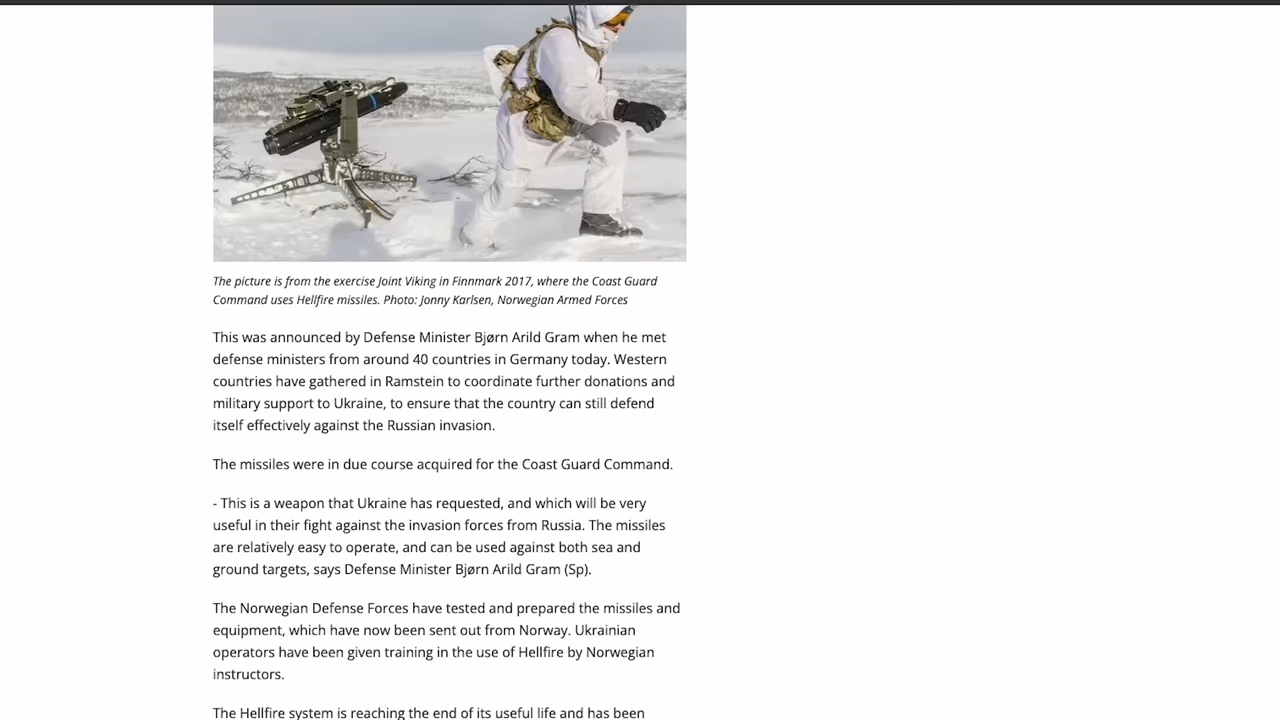 The picture is from the exercise Joint Viking in Finnmark 2017, where the Coast Guard
Command uses Hellfire missiles. Photo: Jonny Karlsen, Norwegian Armed Forces
This was announced by Defense Minister Bjørn Arild Gram when he met
defense ministers from around 40 countries in Germany today. Western
countries have gathered in Ramstein to coordinate further donations and
military support to Ukraine, to ensure that the country can still defend
itself effectively against the Russian invasion.
The missiles were in due course acquired for the Coast Guard Command.
- This is a weapon that Ukraine has requested, and which will be very
useful in their fight against the invasion forces from Russia. The missiles
are relatively easy to operate, and can be used against both sea and
ground targets, says Defense Minister Bjørn Arild Gram (Sp).
The Norwegian Defense Forces have tested and prepared the missiles and
equipment, which have now been sent out from Norway. Ukrainian
operators have been given training in the use of Hellfire by Norwegian
instructors.
The Hellfire system is reaching the end of its useful life and has been